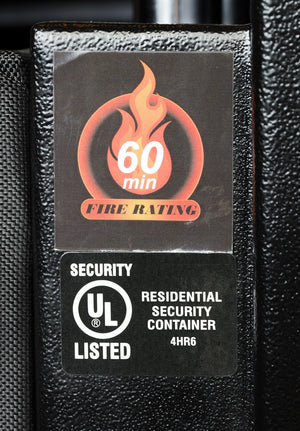 60
min
FIRE RATING
SECURITY
UL
®
LISTED
RESIDENTIAL
SECURITY
CONTAINER
4HR6